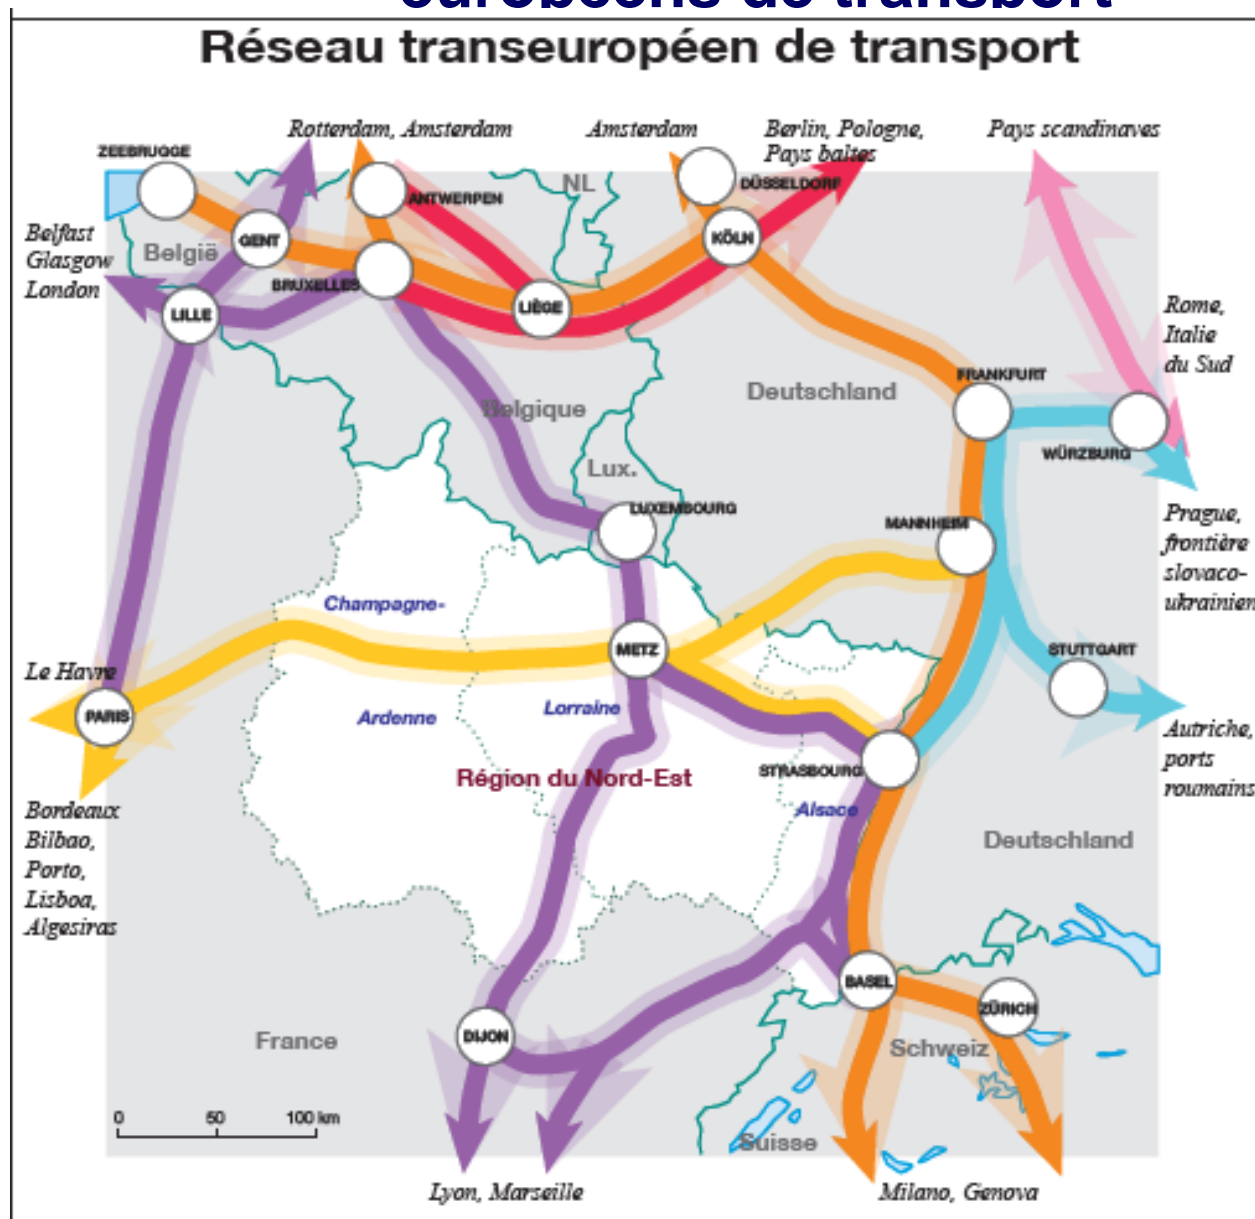 européens de transport
Réseau transeuropéen de transport
Rotterdam, Amsterdam
Amsterdam
Berlin, Pologne,
Pays baltes
Pays scandinaves
ZEEBRUGGE
NL
DÜSSELDORF
ANTWERPEN
Belfast
Glasgow
London
België
GENT
KÖLN
BRUXELLES
LILLE
LIÈGE
Rome,
Italie
du Sud
FRANKFURT
Deutschland
Belgique
WÜRZBURG
Lux.
LUXEMBOURG
MANNHEIM
Prague,
frontière
slovaco-
ukrainien
Champagne-
METZ
STUTTGART
Le Havre
PARIS
Ardenne
Lorraine
Autriche,
ports
roumains
STRASBOURG
Région du Nord-Est
Alsace
Bordeaux
Bilbao,
Porto,
Lisboa,
Algesiras
Deutschland
BASEL
ZÜRICH
DIJON
France
Schweiz
0 50 100 km
Suisse
Lyon, Marseille
Milano, Genova